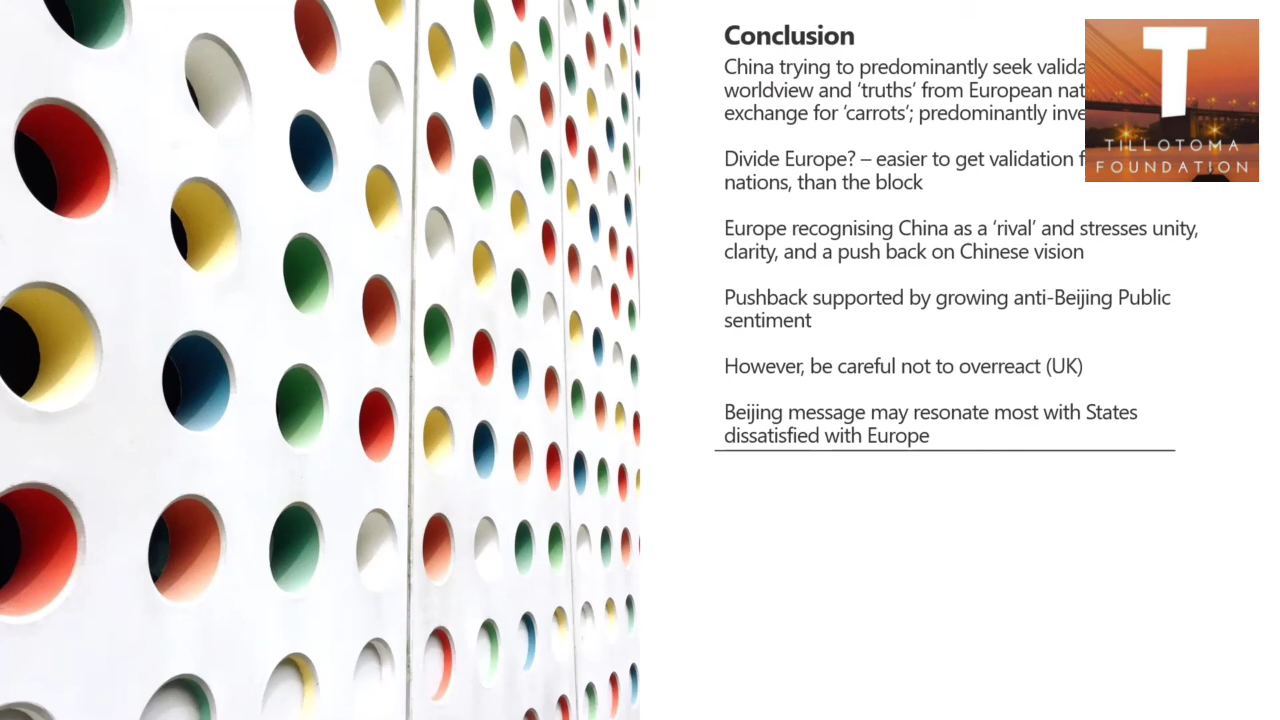 Conclusion
China trying to predominantly seek
worldview and ‘truths’ from European
exchange for ‘carrots’; predominantly
Divide Europe? – easier to get validation
nations, than the block
Europe recognising China as a ‘rival’ and stresses unity,
clarity, and a push back on Chinese vision
Pushback supported by growing anti-Beijing Public
sentiment
However, be careful not to overreact (UK)
Beijing message may resonate most with States
dissatisfied with Europe
T
TILLOTOMA
FOUNDATION